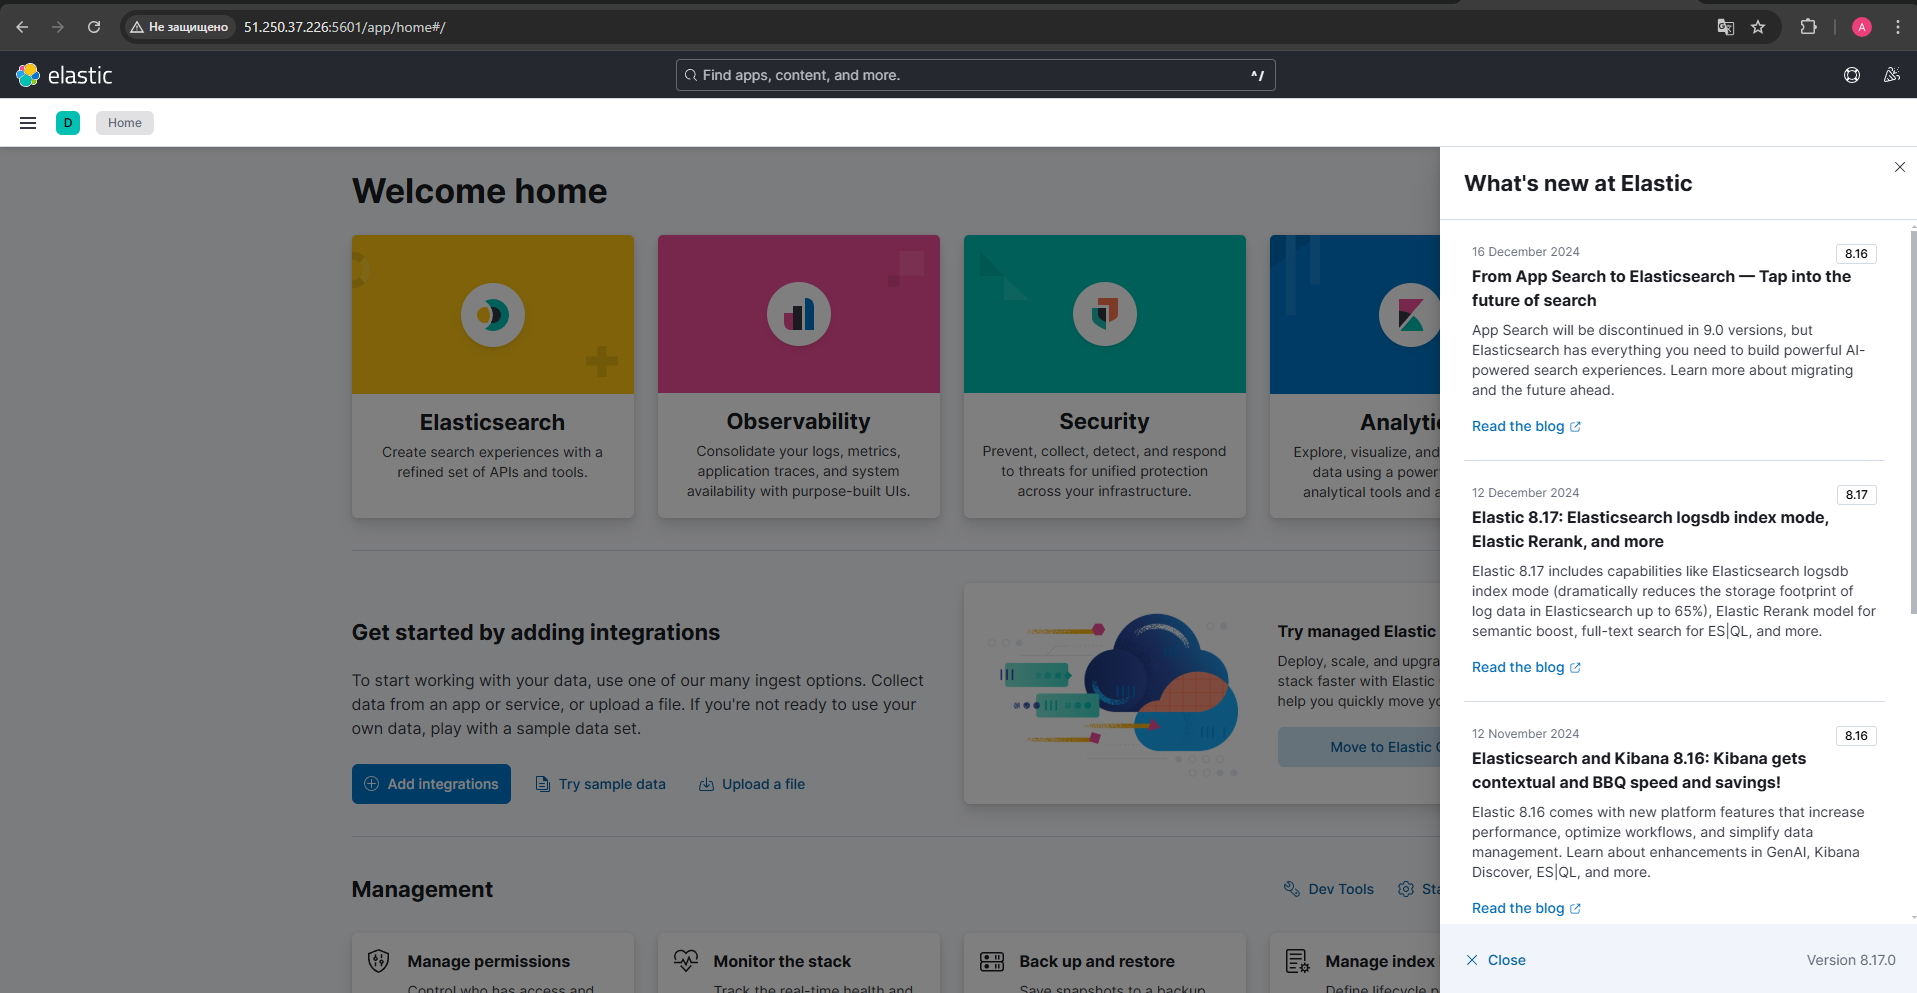 Не защищено 51.250.37.226:5601/app/home#/
A
elastic
Find apps, content, and more.
^/
D
Home
Welcome home
Elasticsearch
Create search experiences with a
refined set of APIs and tools.
Observability
Consolidate your logs, metrics,
application traces, and system
availability with purpose-built UIs.
Security
Prevent, collect, detect, and respond
to threats for unified protection
across your infrastructure.
Explore, visualize, and
data using a
analytical tools and
Get started by adding integrations
To start working with your data, use one of our many ingest options. Collect
data from an app or service, or upload a file. If you're not ready to use your
own data, play with a sample data set.
Add integrations
Try sample data
Upload a file
Try managed Elastic
Deploy, scale, and
stack faster with Elastic
help you quickly move
Move to Elastic
Management
Dev Tools
Manage permissions
Control who has access and
Monitor the stack
Track the real-time health and
Back up and restore
Save snapshots to a backup
Manage index
Define lifecycle
What's new at Elastic
16 December 2024
8.16
From App Search to Elasticsearch — Tap into the
future of search
App Search will be discontinued in 9.0 versions, but
Elasticsearch has everything you need to build powerful AI-
powered search experiences. Learn more about migrating
and the future ahead.
Read the blog
12 December 2024
8.17
Elastic 8.17: Elasticsearch logsdb index mode,
Elastic Rerank, and more
Elastic 8.17 includes capabilities like Elasticsearch logsdb
index mode (dramatically reduces the storage footprint of
log data in Elasticsearch up to 65%), Elastic Rerank model for
semantic boost, full-text search for ES|QL, and more.
Read the blog
12 November 2024
8.16
Elasticsearch and Kibana 8.16: Kibana gets
contextual and BBQ speed and savings!
Elastic 8.16 comes with new platform features that increase
performance, optimize workflows, and simplify data
management. Learn about enhancements in GenAI, Kibana
Discover, ES|QL, and more.
Read the blog
Close
Version 8.17.0